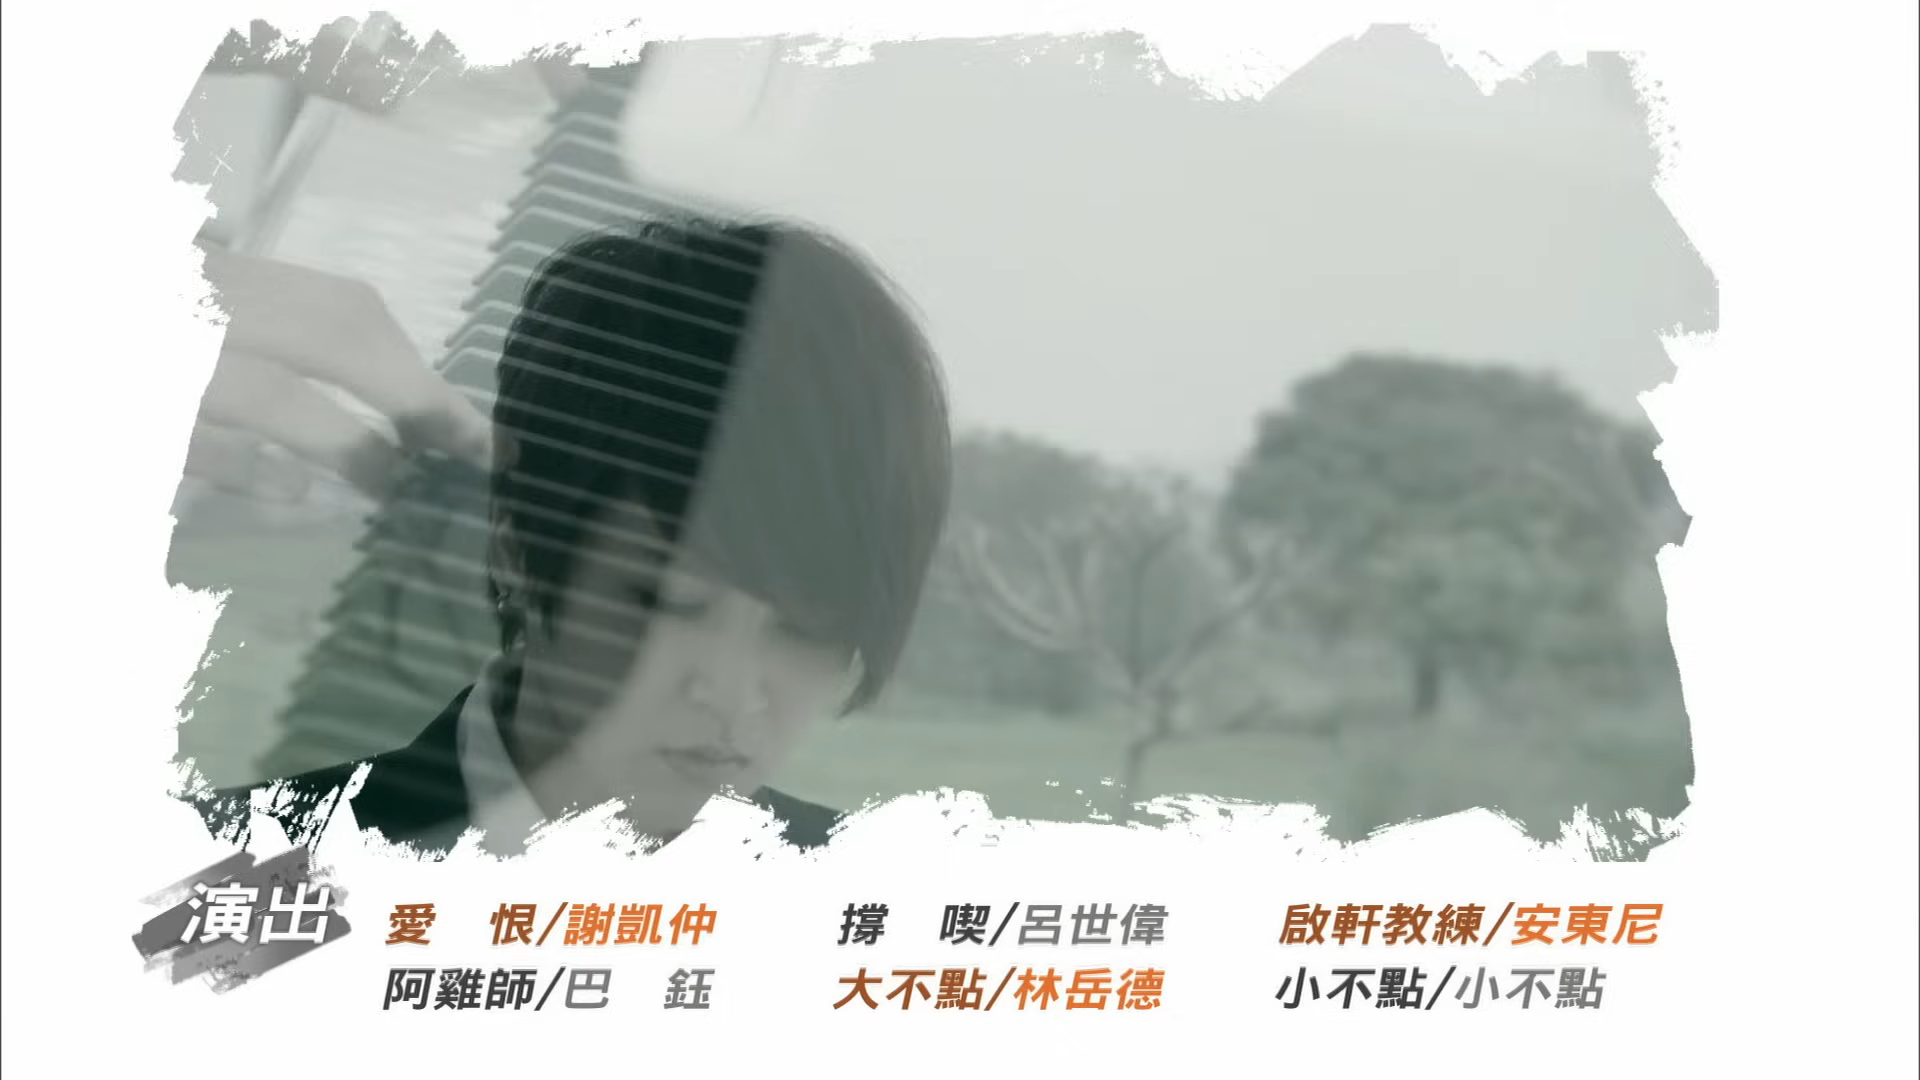 演出
愛 恨/謝凱仲 撐 喫/呂世偉 啟軒教練/安東尼
阿雞師/巴 鈺 大不點/林岳德 小不點/小不點